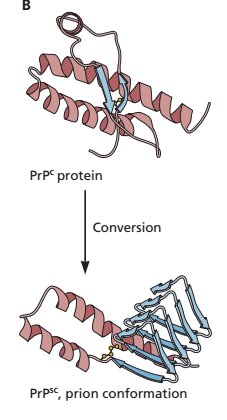 B
PrPᶜ protein
Conversion
PrPˢᶜ, prion conformation